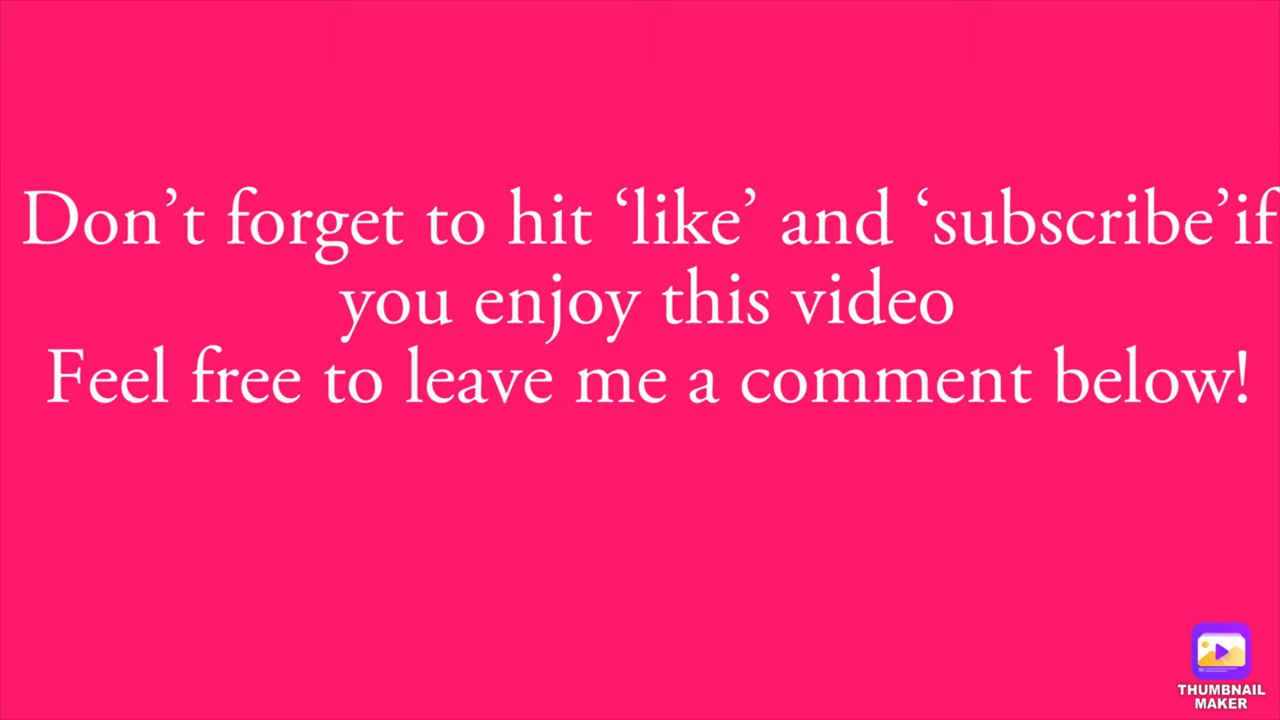 Don’t forget to hit ‘like’ and ‘subscribe’if
you enjoy this video
Feel free to leave me a comment below!
THUMBNAIL
MAKER